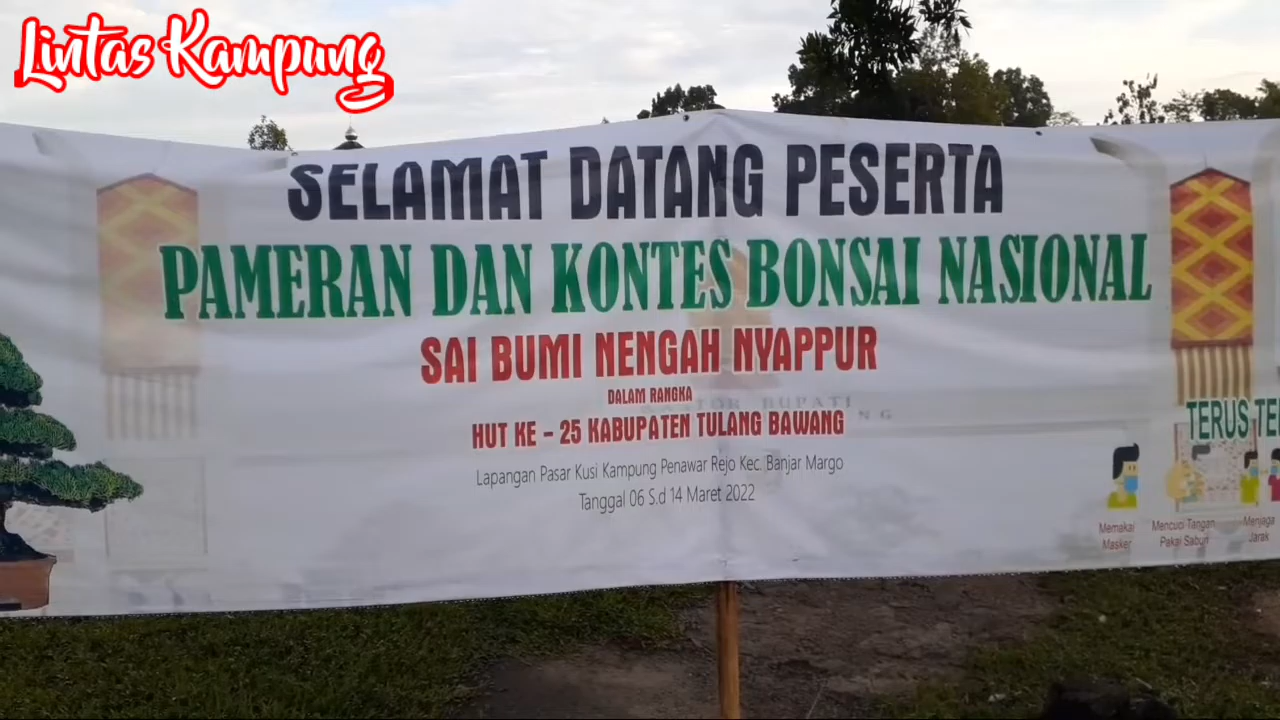 Lintas Kampung
SELAMAT DATANG PESERTA
PAMERAN DAN KONTES BONSAI NASIONAL
SAI BUMI NENGAH NYAPPUR
DALAM RANGKA
HUT KE - 25 KABUPATEN TULANG BAWANG
Lapangan Pasar Kusi Kampung Penawar Rejo Kec. Banjar Margo
Tanggal 06 S.d 14 Maret 2022
TERUS
Memakai
Masker
Mencuci Tangan
Pakai Sabun
Menjaga
Jarak